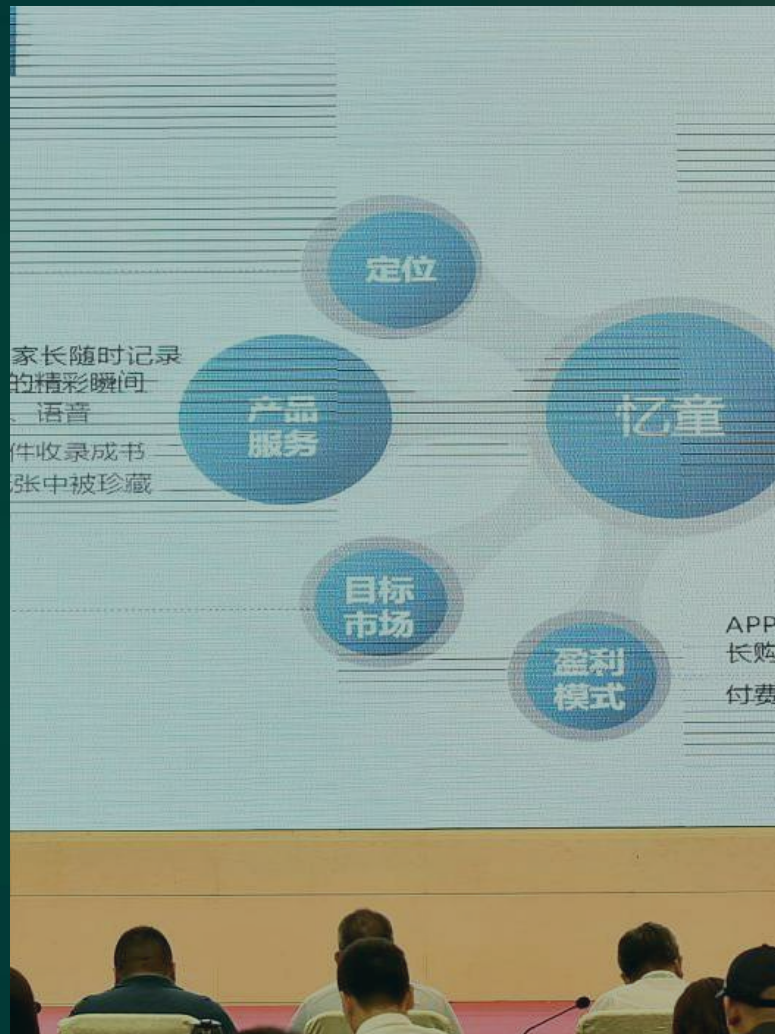 定位
家长随时记录
的精彩瞬间
、语音
件收录成书
张中被珍藏
产品
服务
忆童
目标
市场
盈利
模式
APP
长购
付费